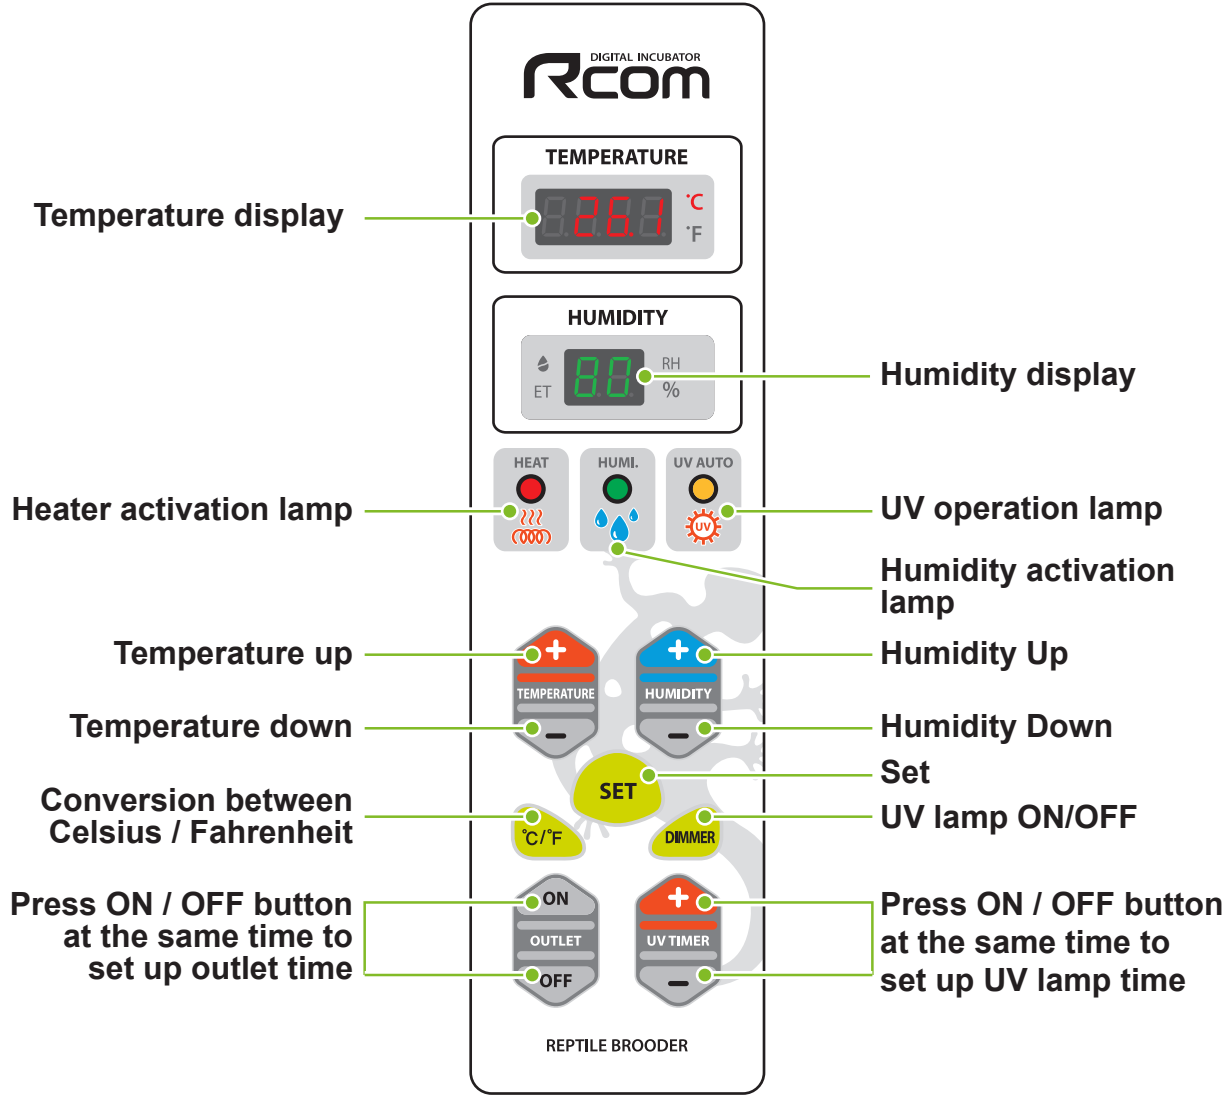 DIGITAL INCUBATOR
Rcom
TEMPERATURE
Temperature display
26.1
°C
°F
HUMIDITY
ET
80
RH
%
Humidity display
HEAT
HUMI.
UV AUTO
UV
Heater activation lamp
UV operation lamp
Humidity activation
lamp
Temperature up
+
TEMPERATURE
-
Temperature down
+
HUMIDITY
-
Humidity Up
Humidity Down
SET
Set
Conversion between
Celsius / Fahrenheit
°C/°F
DIMMER
UV lamp ON/OFF
Press ON / OFF button
at the same time to
set up outlet time
ON
OUTLET
OFF
+
UV TIMER
-
Press ON / OFF button
at the same time to
set up UV lamp time
REPTILE BROODER